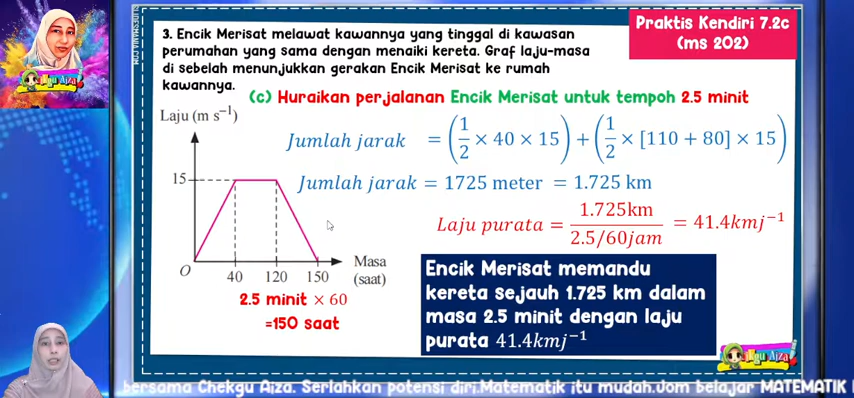 Praktis Kendiri 7.2c
(ms 202)
3. Encik Merisat melawat kawannya yang tinggal di kawasan
perumahan yang sama dengan menaiki kereta. Graf laju-masa
di sebelah menunjukkan gerakan Encik Merisat ke rumah
kawannya.
(c) Huraikan perjalanan Encik Merisat untuk tempoh 2.5 minit
Laju (m s⁻¹)
15
O
40 120 150
Masa
(saat)
2.5 minit × 60
=150 saat
Jumlah jarak = (1/2 × 40 × 15) + (1/2 × [110 + 80] × 15)
Jumlah jarak = 1725 meter = 1.725 km
Laju purata = 1.725km / 2.5/60jam = 41.4kmj⁻¹
Encik Merisat memandu
kereta sejauh 1.725 km dalam
masa 2.5 minit dengan laju
purata 41.4kmj⁻¹
bersama Chekgu Aiza. Serlahkan potensi diri.Matematik itu mudah.Jom belajar MATEMATIK